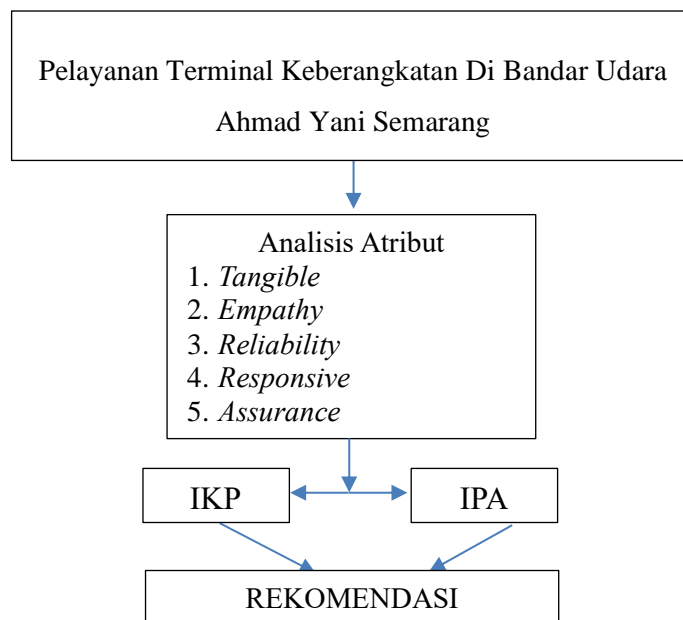 Pelayanan Terminal Keberangkatan Di Bandar Udara
Ahmad Yani Semarang
Analisis Atribut
1. Tangible
2. Empathy
3. Reliability
4. Responsive
5. Assurance
IKP
IPA
REKOMENDASI